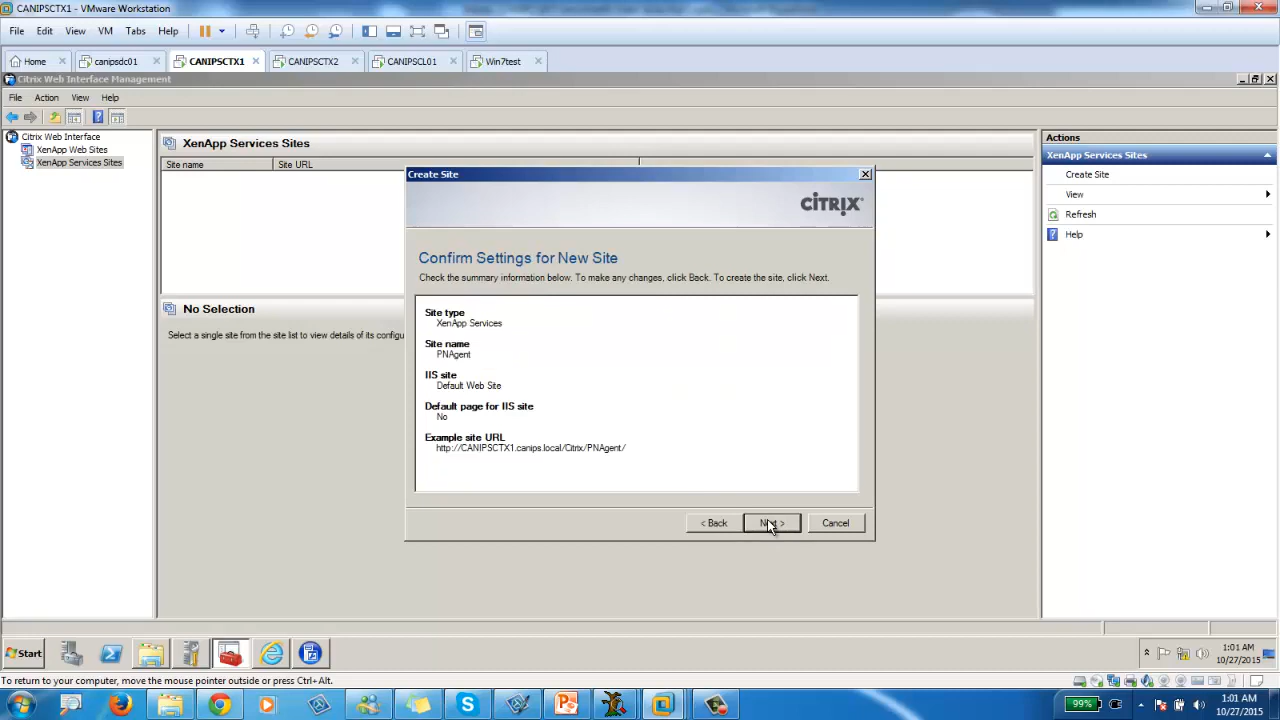 CANIPSCTX1 - VMware Workstation
File Edit View VM Tabs Help
Home canipsdc01 CANIPSCTX1 CANIPSCTX2 CANIPSCL01 Win7test
Citrix Web Interface Management
File Action View Help
Citrix Web Interface
XenApp Web Sites
XenApp Services Sites
XenApp Services Sites
Site name Site URL
No Selection
Select a single site from the site list to view details of its configu
Create Site
CİTRIX
Confirm Settings for New Site
Check the summary information below. To make any changes, click Back. To create the site, click Next.
Site type
XenApp Services
Site name
PNAgent
IIS site
Default Web Site
Default page for IIS site
No
Example site URL
http://CANIPSCTX1.canips.local/Citrix/PNAgent/
< Back Next > Cancel
Actions
XenApp Services Sites
Create Site
View
Refresh
Help
Start
1:01 AM
10/27/2015
To return to your computer, move the mouse pointer outside or press Ctrl+Alt.
99%
1:01 AM
10/27/2015